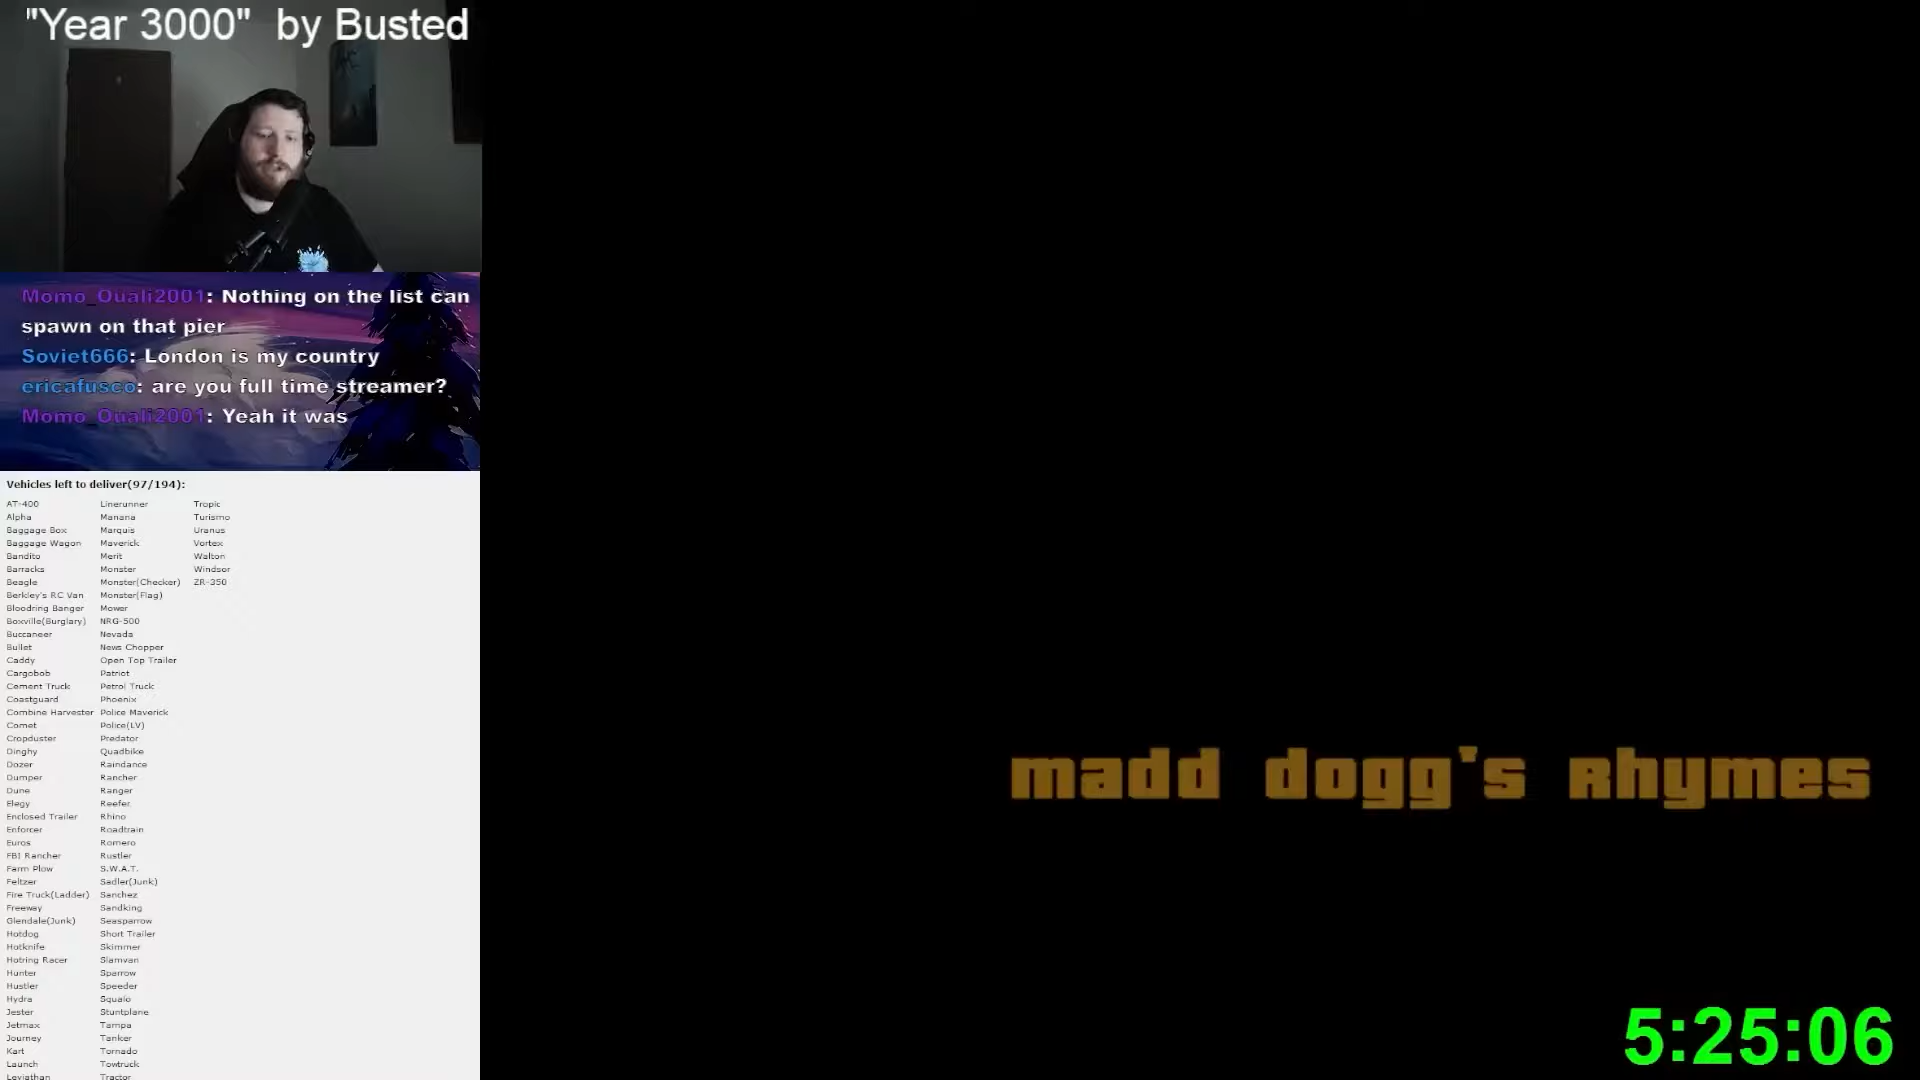 "Year 3000" by Busted
Momo_Ouali2001: Nothing on the list can
spawn on that pier
Soviet666: London is my country
ericafusco: are you full time streamer?
Momo_Ouali2001: Yeah it was
Vehicles left to deliver(97/194):
AT-400 Linerunner Tropic
Alpha Manana Turismo
Baggage Box Marquis Uranus
Baggage Wagon Maverick Vortex
Bandito Merit Walton
Barracks Monster Windsor
Beagle Monster(Checker) ZR-350
Berkley's RC Van Monster(Flag)
Bloodring Banger Mower
Boxville(Burglary) NRG-500
Buccaneer Nevada
Bullet News Chopper
Caddy Open Top Trailer
Cargobob Patriot
Cement Truck Petrol Truck
Coastguard Phoenix
Combine Harvester Police Maverick
Comet Police(LV)
Cropduster Predator
Dinghy Quadbike
Dozer Raindance
Dumper Rancher
Dune Ranger
Elegy Reefer
Enclosed Trailer Rhino
Enforcer Roadtrain
Euros Romero
FBI Rancher Rustler
Farm Plow S.W.A.T.
Feltzer Sadler(Junk)
Fire Truck(Ladder) Sanchez
Freeway Sandking
Glendale(Junk) Seasparrow
Hotdog Short Trailer
Hotknife Skimmer
Hotring Racer Slamvan
Hunter Sparrow
Hustler Speeder
Hydra Squalo
Jester Stuntplane
Jetmax Tampa
Journey Tanker
Kart Tornado
Launch Towtruck
Leviathan Tractor
madd dogg's Rhymes
5:25:06